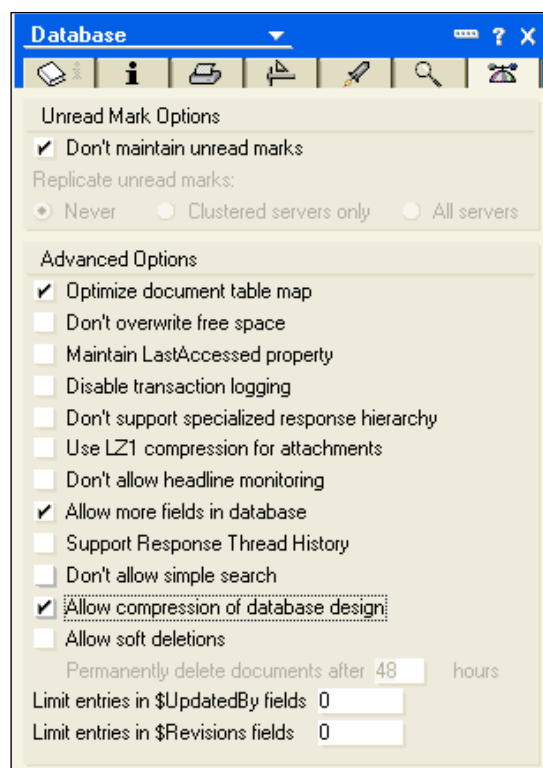 Database
? X
i i
Unread Mark Options
Don't maintain unread marks
Replicate unread marks:
Never Clustered servers only All servers
Advanced Options
Optimize document table map
Don't overwrite free space
Maintain LastAccessed property
Disable transaction logging
Don't support specialized response hierarchy
Use LZ1 compression for attachments
Don't allow headline monitoring
Allow more fields in database
Support Response Thread History
Don't allow simple search
Allow compression of database design
Allow soft deletions
Permanently delete documents after 48 hours
Limit entries in $UpdatedBy fields 0
Limit entries in $Revisions fields 0